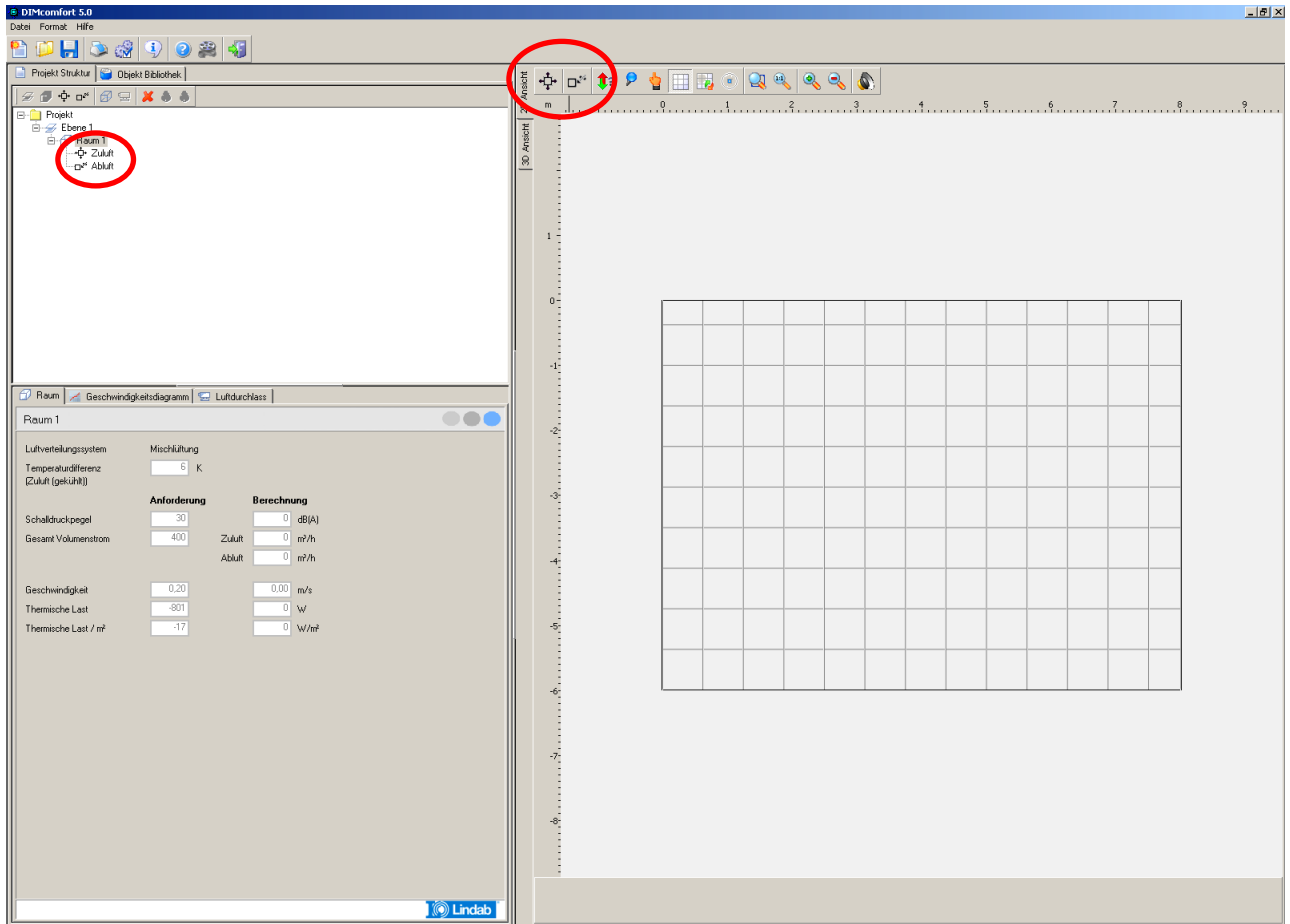 DIMcomfort 5.0
Datei Format Hilfe
Projekt Struktur Objekt Bibliothek
Projekt
Ebene 1
Raum 1
Zuluft
Abluft
Raum Geschwindigkeitsdiagramm Luftdurchlass
Raum 1
Luftverteilungssystem Mischlüftung
Temperaturdifferenz 6 K
(Zuluft (gekühlt))
Anforderung Berechnung
Schalldruckpegel 30 0 dB(A)
Gesamt Volumenstrom 400 Zuluft 0 m³/h
Abluft 0 m³/h
Geschwindigkeit 0,20 0,00 m/s
Thermische Last -801 0 W
Thermische Last / m² -17 0 W/m²
Lindab
Ansicht
3D Ansicht
m 0 1 2 3 4 5 6 7 8 9
1
0
-1
-2
-3
-4
-5
-6
-7
-8